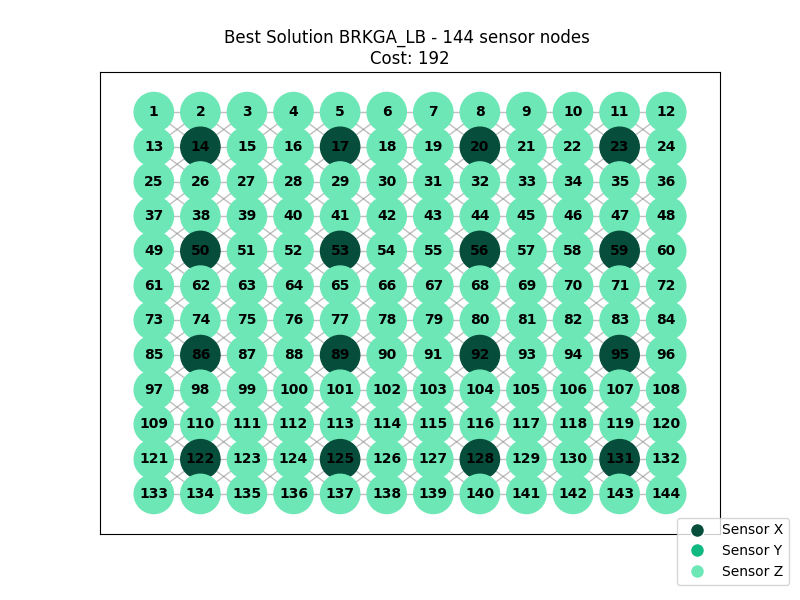 Best Solution BRKGA_LB - 144 sensor nodes
Cost: 192
1 2 3 4 5 6 7 8 9 10 11 12
13 14 15 16 17 18 19 20 21 22 23 24
25 26 27 28 29 30 31 32 33 34 35 36
37 38 39 40 41 42 43 44 45 46 47 48
49 50 51 52 53 54 55 56 57 58 59 60
61 62 63 64 65 66 67 68 69 70 71 72
73 74 75 76 77 78 79 80 81 82 83 84
85 86 87 88 89 90 91 92 93 94 95 96
97 98 99 100 101 102 103 104 105 106 107 108
109 110 111 112 113 114 115 116 117 118 119 120
121 122 123 124 125 126 127 128 129 130 131 132
133 134 135 136 137 138 139 140 141 142 143 144
Sensor X
Sensor Y
Sensor Z